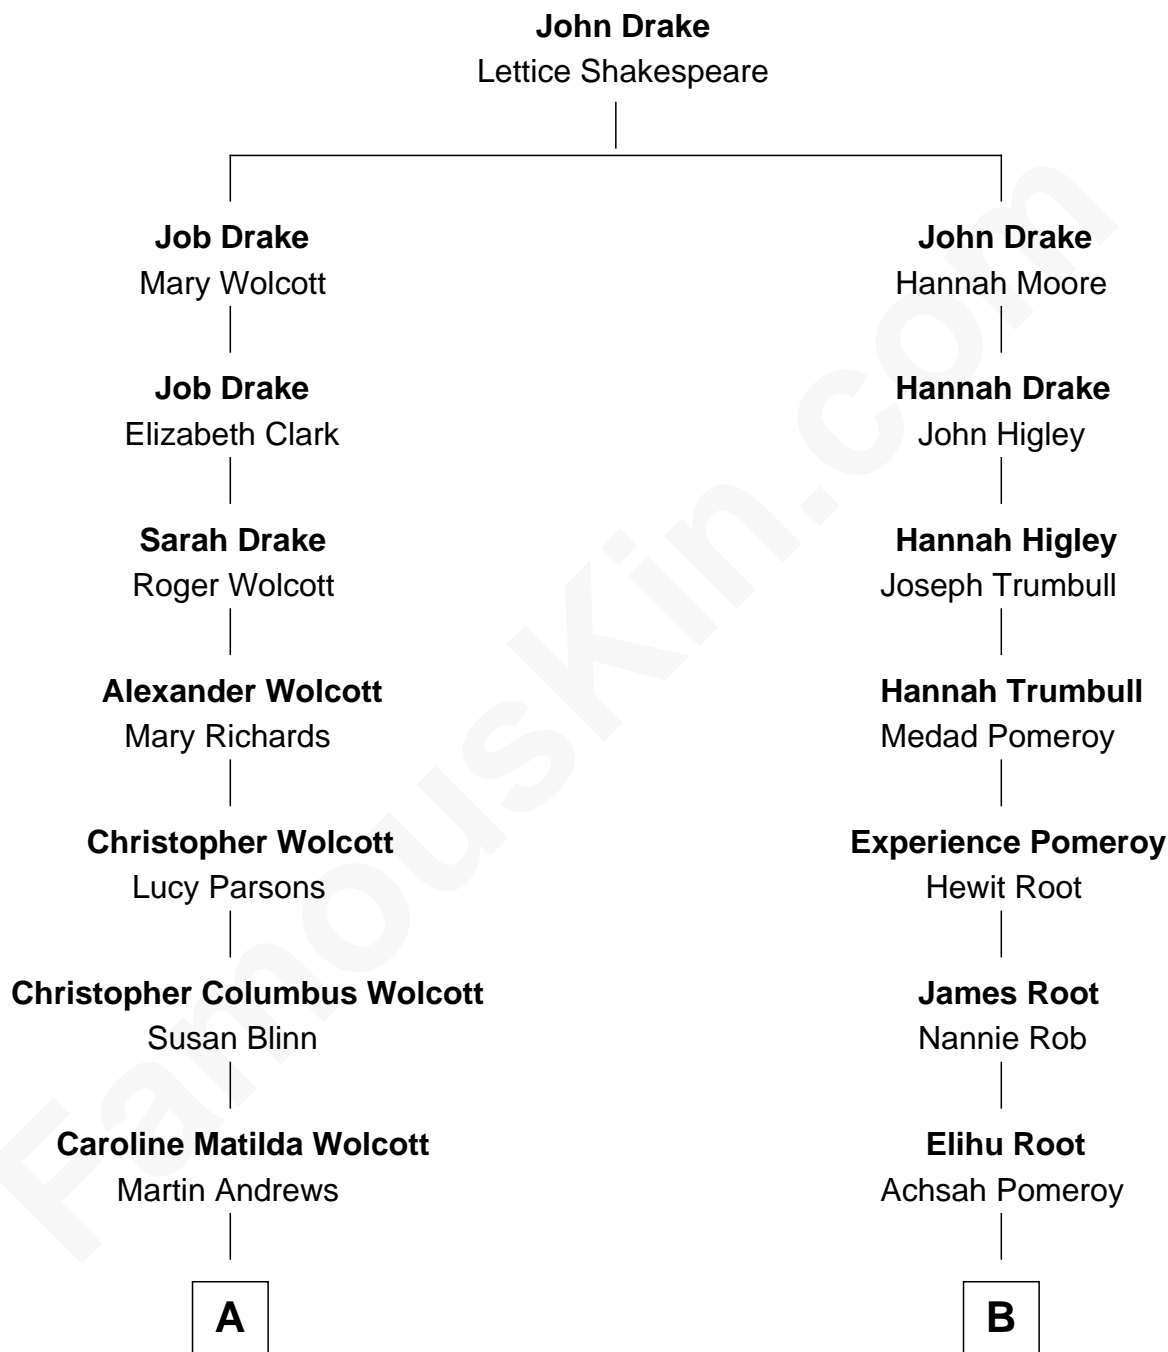 John Drake
Lettice Shakespeare
Job Drake
Mary Wolcott
Job Drake
Elizabeth Clark
Sarah Drake
Roger Wolcott
Alexander Wolcott
Mary Richards
Christopher Wolcott
Lucy Parsons
Christopher Columbus Wolcott
Susan Blinn
Caroline Matilda Wolcott
Martin Andrews
A
John Drake
Hannah Moore
Hannah Drake
John Higley
Hannah Higley
Joseph Trumbull
Hannah Trumbull
Medad Pomeroy
Experience Pomeroy
Hewit Root
James Root
Nannie Rob
Elihu Root
Achsah Pomeroy
B
FamousKin.com